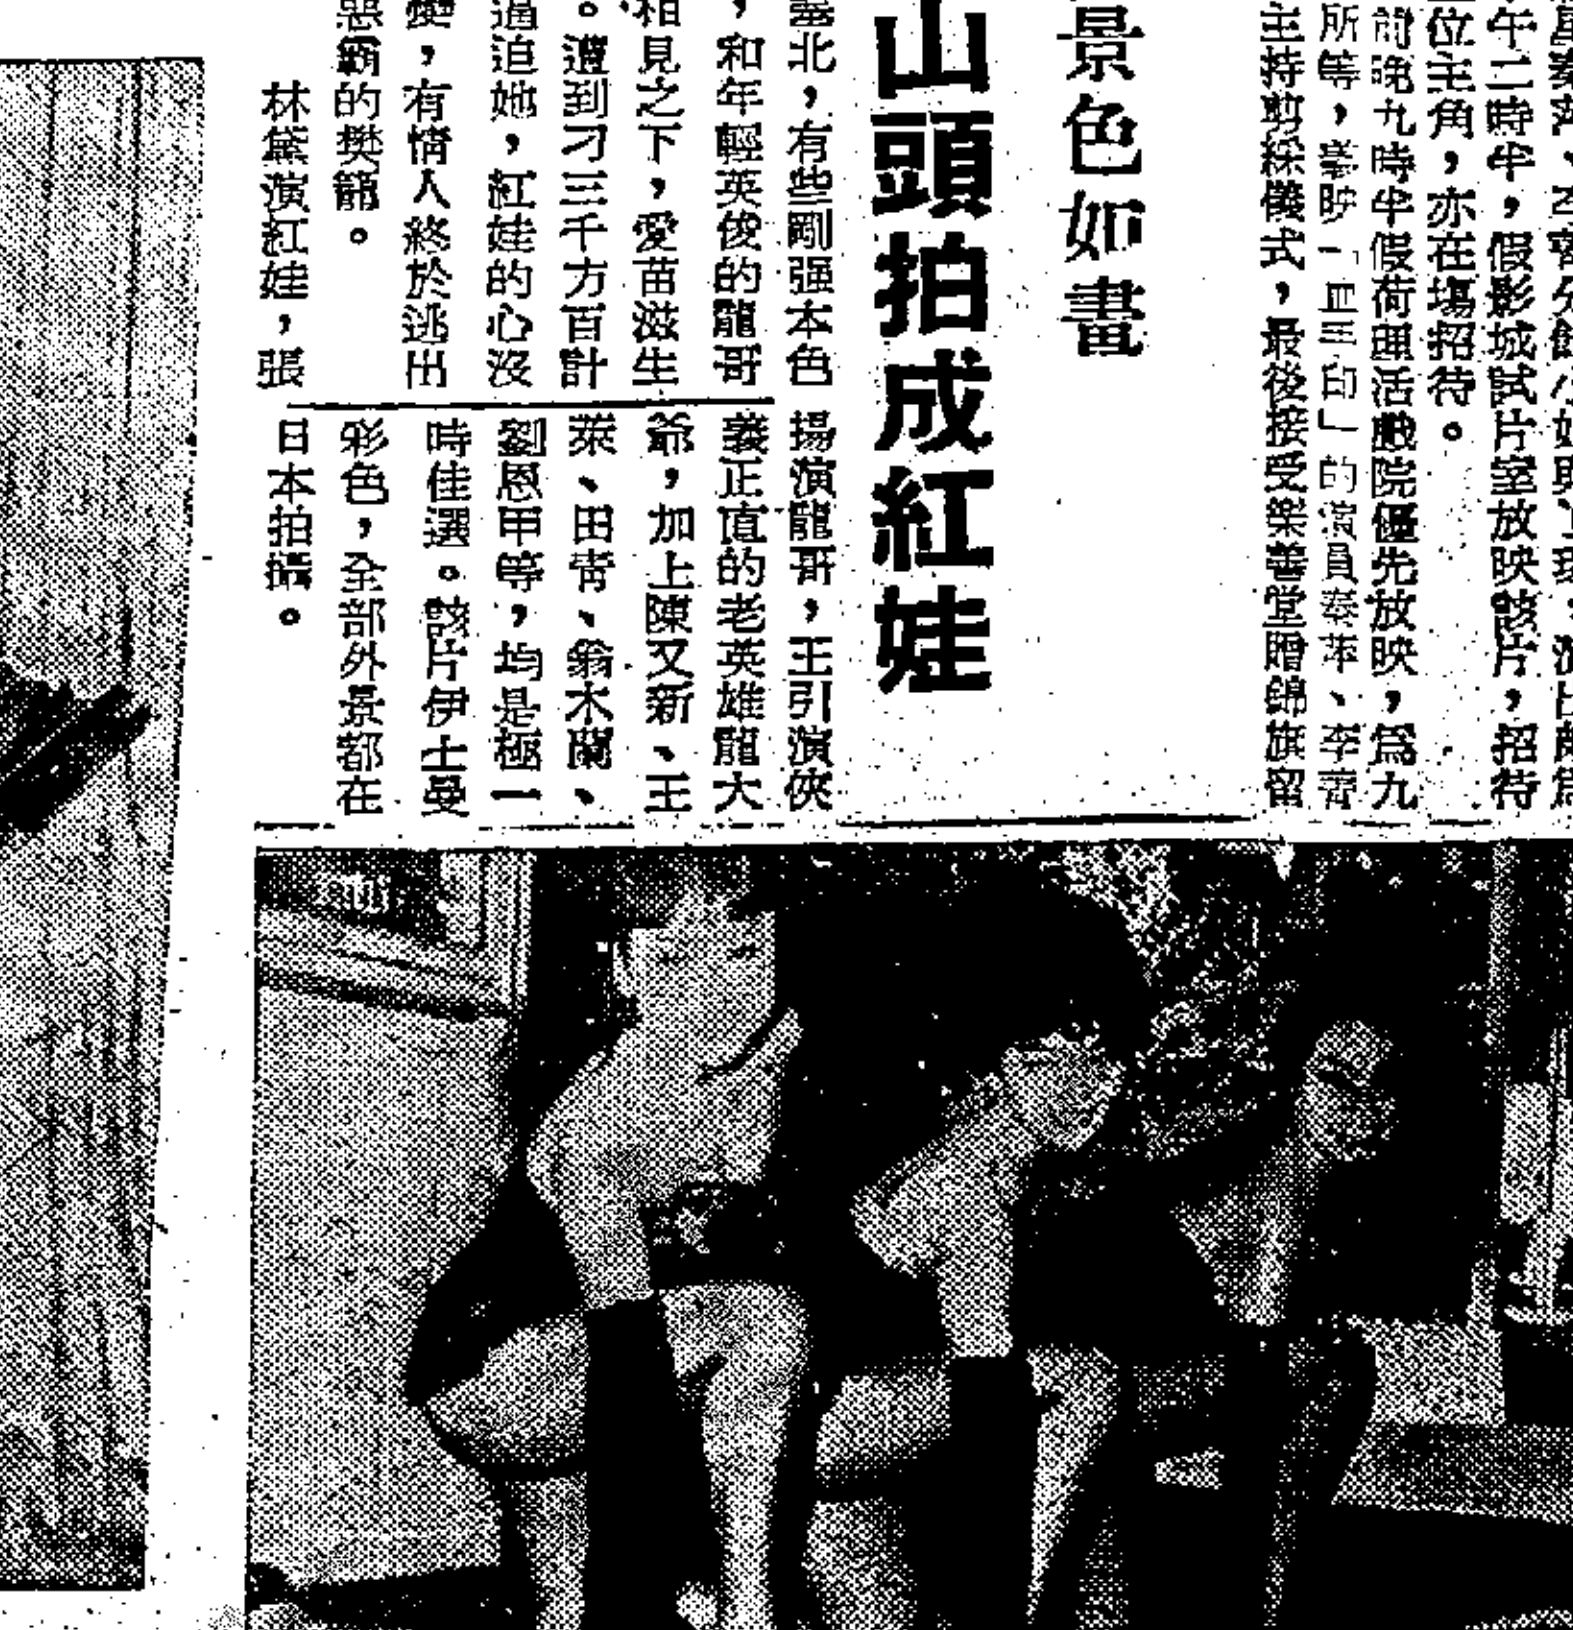 午二時半，假影城試片室放映該片，招待
位主角，亦在場招待。
晚九時半假荷里活戲院優先放映，為九
所等，「血手印」的演員秦萍、李菁
主持剪綵儀式，最後接受樂善堂贈錦旗留
景色如畫
山頭拍成紅娃
北，有些剛强本色
，和年輕英俊的龍哥
相見之下，愛苗滋生
。遭到刁三千方百計
逼迫她，紅娃的心沒
變，有情人終於逃出
惡霸的樊籠。
林黛演紅娃，張
揚演龍哥，王引演俠
義正直的老英雄龍大
爺，加上陳又新、王
萊、田青、翁木蘭、
劉恩甲等，均是極一
時佳選。該片伊士曼
彩色，全部外景都在
日本拍攝。